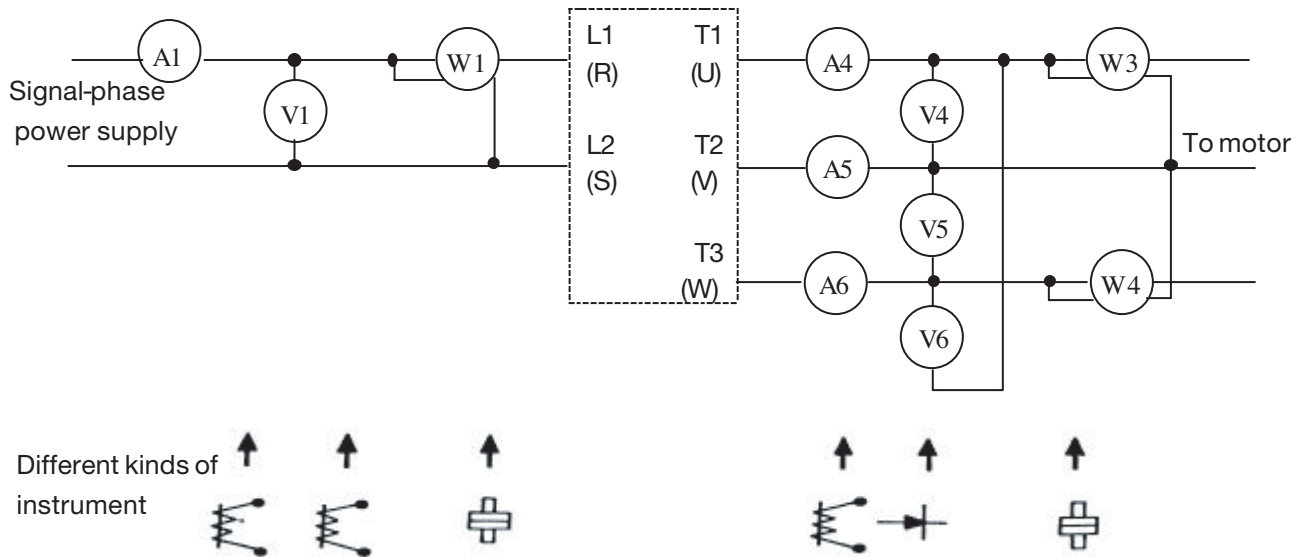 A1
W1
L1
T1
A4
W3
(R)
(U)
Signal-phase
power supply
V1
V4
L2
T2
A5
To motor
(S)
(V)
V5
T3
A6
W4
(W)
V6
Different kinds of
instrument